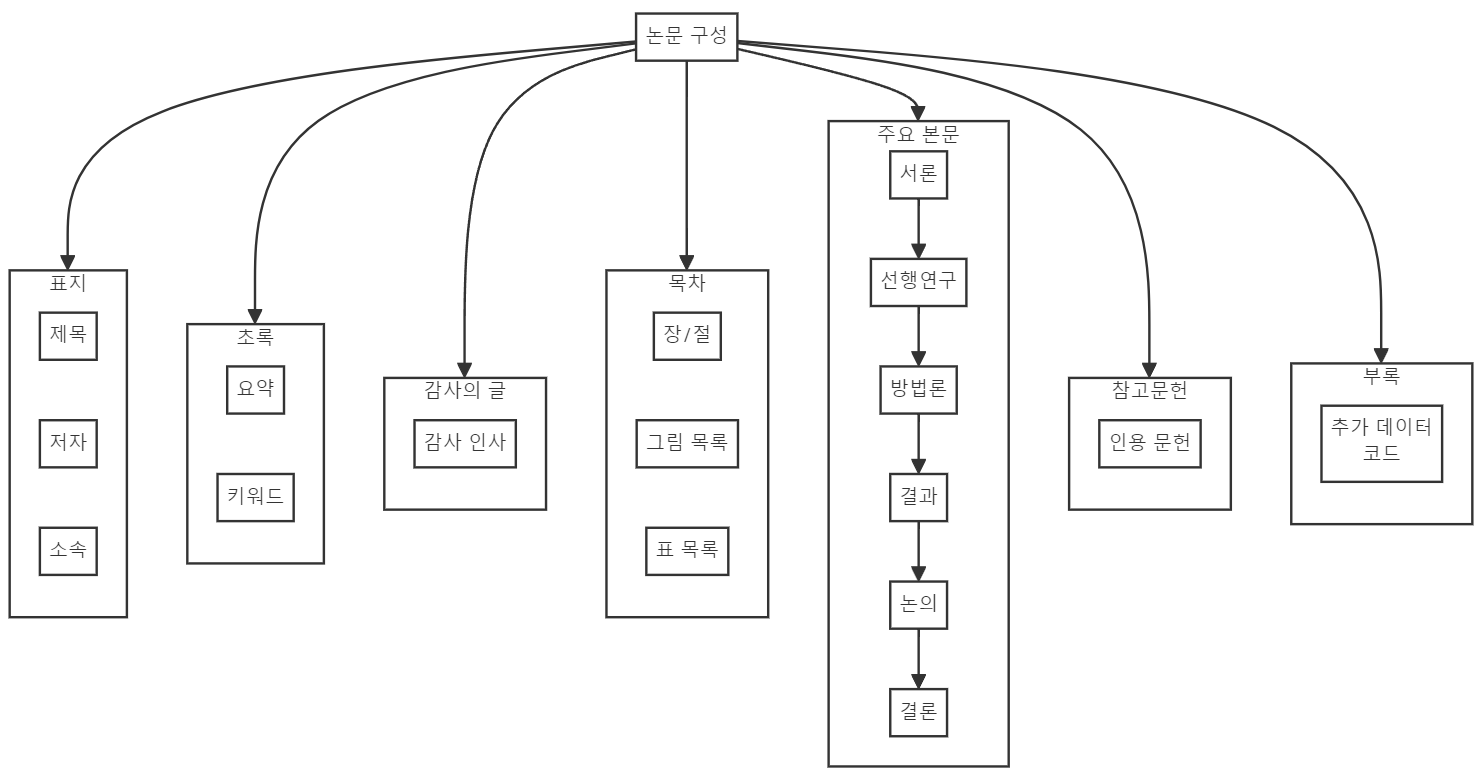 논문 구성
표지
제목
저자
소속
초록
요약
키워드
감사의 글
감사 인사
목차
장/절
그림 목록
표 목록
주요 본문
서론
선행연구
방법론
결과
논의
결론
참고문헌
인용 문헌
부록
추가 데이터
코드